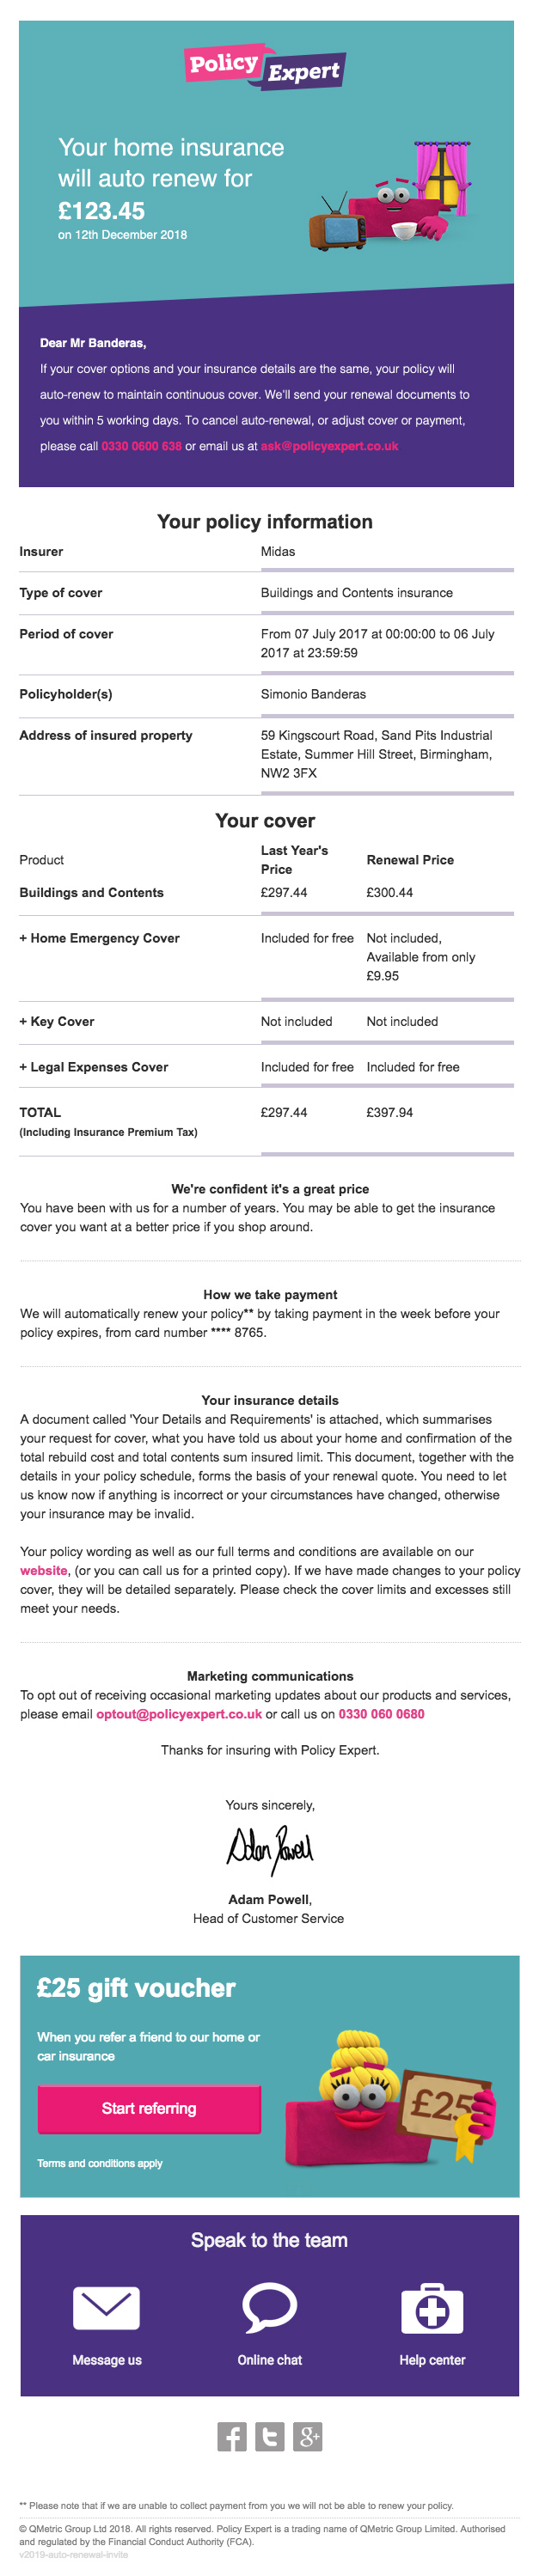 Policy Expert
Your home insurance
will auto renew for
£123.45
on 12th December 2018
Dear Mr Banderas,
If your cover options and your insurance details are the same, your policy will
auto-renew to maintain continuous cover. We'll send your renewal documents to
you within 5 working days. To cancel auto-renewal, or adjust cover or payment,
please call 0330 0600 638 or email us at ask@policyexpert.co.uk
Your policy information
Insurer Midas
Type of cover Buildings and Contents insurance
Period of cover From 07 July 2017 at 00:00:00 to 06 July
2017 at 23:59:59
Policyholder(s) Simonio Banderas
Address of insured property 59 Kingscourt Road, Sand Pits Industrial
Estate, Summer Hill Street, Birmingham,
NW2 3FX
Your cover
Product Last Year's
Price Renewal Price
Buildings and Contents £297.44 £300.44
+ Home Emergency Cover Included for free Not included,
Available from only
£9.95
+ Key Cover Not included Not included
+ Legal Expenses Cover Included for free Included for free
TOTAL £297.44 £397.94
(Including Insurance Premium Tax)
We're confident it's a great price
You have been with us for a number of years. You may be able to get the insurance
cover you want at a better price if you shop around.
How we take payment
We will automatically renew your policy** by taking payment in the week before your
policy expires, from card number **** 8765.
Your insurance details
A document called 'Your Details and Requirements' is attached, which summarises
your request for cover, what you have told us about your home and confirmation of the
total rebuild cost and total contents sum insured limit. This document, together with the
details in your policy schedule, forms the basis of your renewal quote. You need to let
us know now if anything is incorrect or your circumstances have changed, otherwise
your insurance may be invalid.
Your policy wording as well as our full terms and conditions are available on our
website, (or you can call us for a printed copy). If we have made changes to your policy
cover, they will be detailed separately. Please check the cover limits and excesses still
meet your needs.
Marketing communications
To opt out of receiving occasional marketing updates about our products and services,
please email optout@policyexpert.co.uk or call us on 0330 060 0680
Thanks for insuring with Policy Expert.
Yours sincerely,
Adam Powell
Adam Powell,
Head of Customer Service
£25 gift voucher
When you refer a friend to our home or
car insurance
£25
Start referring
Terms and conditions apply
Speak to the team
Message us Online chat Help center
** Please note that if we are unable to collect payment from you we will not be able to renew your policy.
© QMetric Group Ltd 2018. All rights reserved. Policy Expert is a trading name of QMetric Group Limited. Authorised
and regulated by the Financial Conduct Authority (FCA).
v2019-auto-renewal-invite